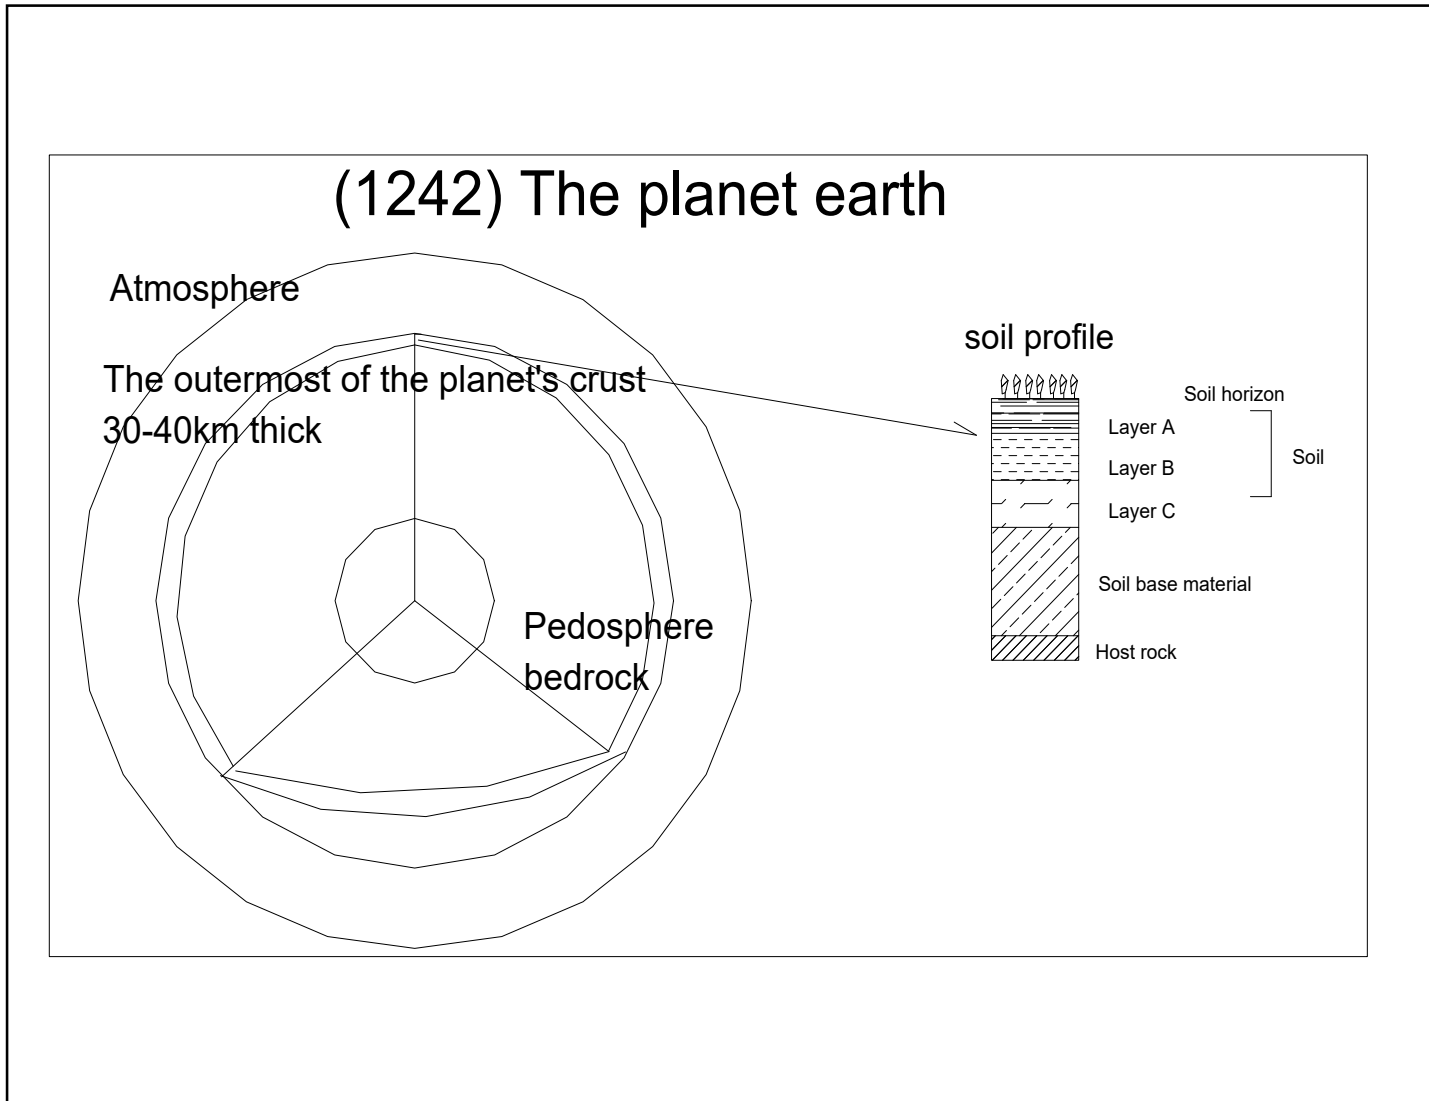 (1242) The planet earth
Atmosphere
The outermost of the planet's crust
30-40km thick
Pedosphere
bedrock
soil profile
Soil horizon
Layer A
Layer B
Soil
Layer C
Soil base material
Host rock